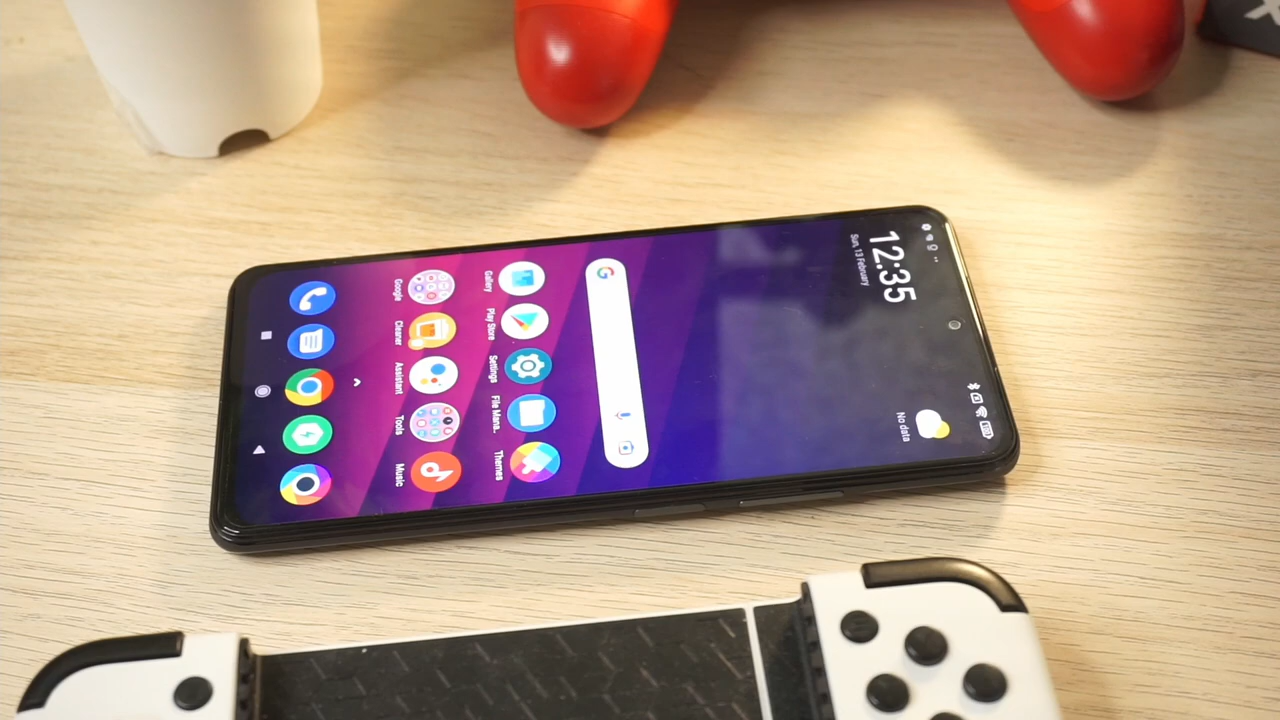 12:35
Sun, 13 February
No data
G
Gallery
Play Store
Settings
File Mana..
Themes
Google
Cleaner
Assistant
Tools
Music